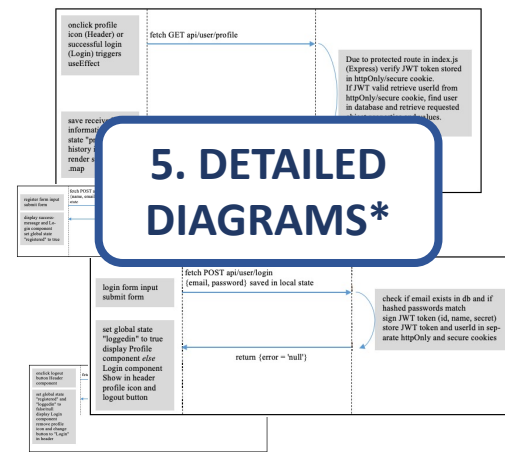 onclick profile
icon (Header) or
successful login
(Login) triggers
useEffect
fetch GET api/user/profile
Due to protected route in index.js
(Express) verify JWT token stored
in httpOnly/secure cookie.
If JWT valid retrieve userId from
httpOnly/secure cookie, find user
in database and retrieve requested
save
state
history
render
.map
5. DETAILED
DIAGRAMS*
register form input
submit form
fetch POST
{name,
state
display success-
message and Lo-
gin component
set global state
"registered" to true
login form input
submit form
fetch POST api/user/login
{email, password} saved in local state
check if email exists in db and if
hashed passwords match
sign JWT token (id, name, secret)
store JWT token and userId in sep-
arate httpOnly and secure cookies
set global state
"loggedin" to true
display Profile
component else
Login component
Show in header
profile icon and
logout button
return {error = 'null'}
onclick logout
button Header
component
set global state
"registered" and
"loggedin" to
false/null
display Login
component
remove profile
icon and change
button to "Login"
in header